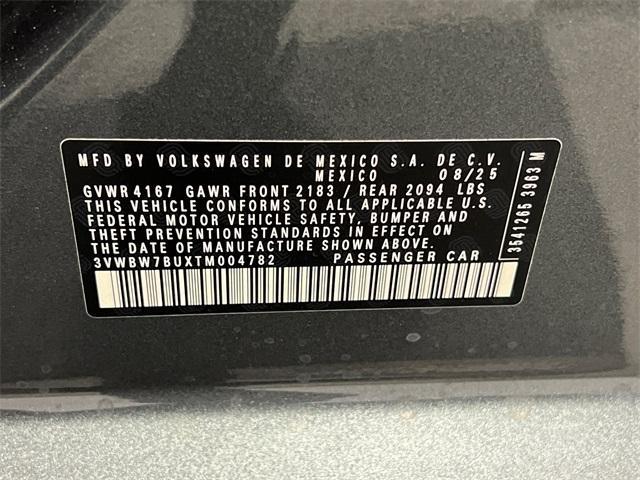 MFD BY VOLKSWAGEN DE MEXICO S.A. DE C.V.
MEXICO 08/25
GVWR 4167 GAWR FRONT 2183 / REAR 2094 LBS
THIS VEHICLE CONFORMS TO ALL APPLICABLE U.S.
FEDERAL MOTOR VEHICLE SAFETY, BUMPER AND
THEFT PREVENTION STANDARDS IN EFFECT ON
THE DATE OF MANUFACTURE SHOWN ABOVE.
3VWBW7BUXTM004782 PASSENGER CAR
3541265 3963 M